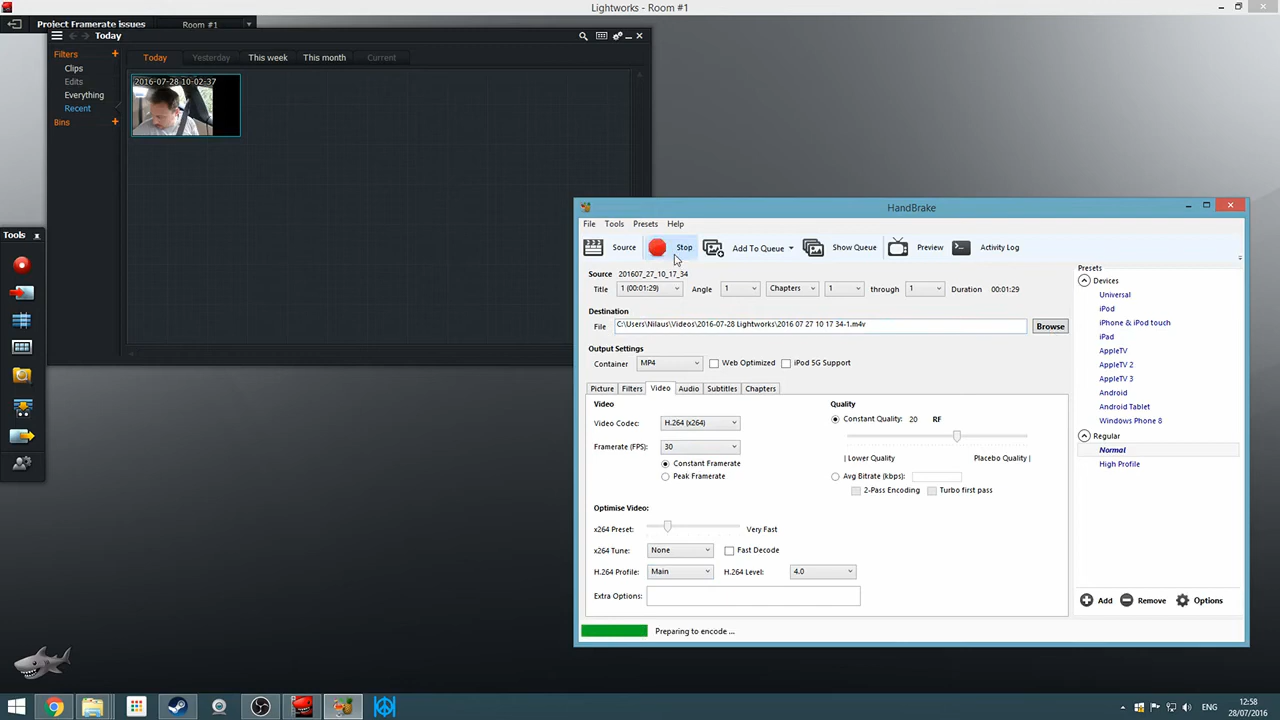 Lightworks - Room #1
Project Framerate issues
Room #1
Today
Filters +
Clips
Edits
Everything
Recent
Bins +
Today
Yesterday
This week
This month
Current
2016-07-28 10-02-37
Tools
HandBrake
File Tools Presets Help
Source
Stop
Add To Queue
Show Queue
Preview
Activity Log
Source 201607_27_10_17_34
Title 1 (00:01:29) Angle 1 Chapters 1 through 1 Duration 00:01:29
Destination
File C:\Users\Nilaus\Videos\2016-07-28 Lightworks\2016 07 27 10 17 34-1.m4v Browse
Output Settings
Container MP4 Web Optimized iPod 5G Support
Picture Filters Video Audio Subtitles Chapters
Video
Video Codec: H.264 (x264)
Framerate (FPS): 30
Constant Framerate
Peak Framerate
Quality
Constant Quality: 20 RF
| Lower Quality Placebo Quality |
Avg Bitrate (kbps):
2-Pass Encoding Turbo first pass
Optimise Video:
x264 Preset: Very Fast
x264 Tune: None Fast Decode
H.264 Profile: Main H.264 Level: 4.0
Extra Options:
Preparing to encode ...
Presets
Devices
Universal
iPod
iPhone & iPod touch
iPad
AppleTV
AppleTV 2
AppleTV 3
Android
Android Tablet
Windows Phone 8
Regular
Normal
High Profile
Add Remove Options
ENG
12:58
28/07/2016